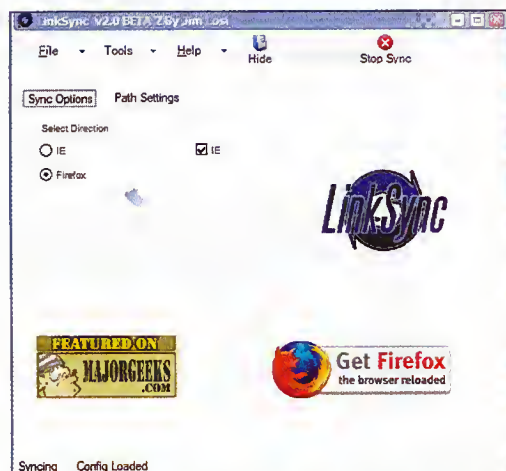 LinkSync V2.0 BETA 2 By Jim Losi
File Tools Help Hide Stop Sync
Sync Options Path Settings
Select Direction
IE IE
Firefox
LinkSync
FEATURED ON
MAJORGEEKS
.COM
Get Firefox
the browser reloaded
Syncing Config Loaded